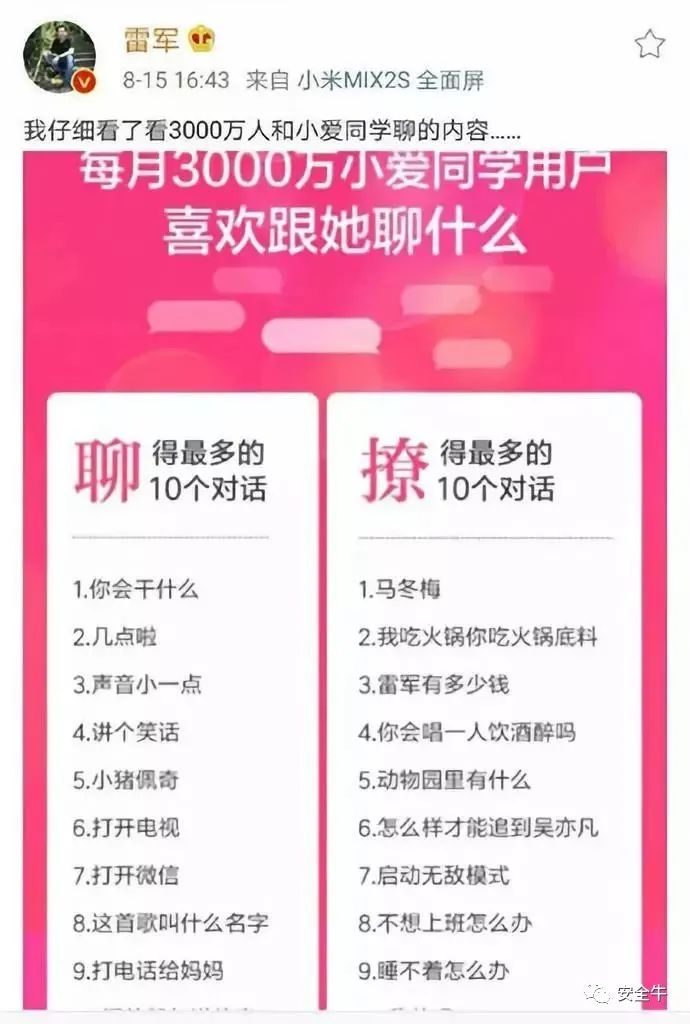 雷军
8-15 16:43 来自 小米MIX2S 全面屏
我仔细看了看3000万人和小爱同学聊的内容......
每月3000万小爱同学用户
喜欢跟她聊什么
聊 得最多的
10个对话
1.你会干什么
2.几点啦
3.声音小一点
4.讲个笑话
5.小猪佩奇
6.打开电视
7.打开微信
8.这首歌叫什么名字
9.打电话给妈妈
撩 得最多的
10个对话
1.马冬梅
2.我吃火锅你吃火锅底料
3.雷军有多少钱
4.你会唱一人饮酒醉吗
5.动物园里有什么
6.怎么样才能追到吴亦凡
7.启动无敌模式
8.不想上班怎么办
9.睡不着怎么办
安全牛